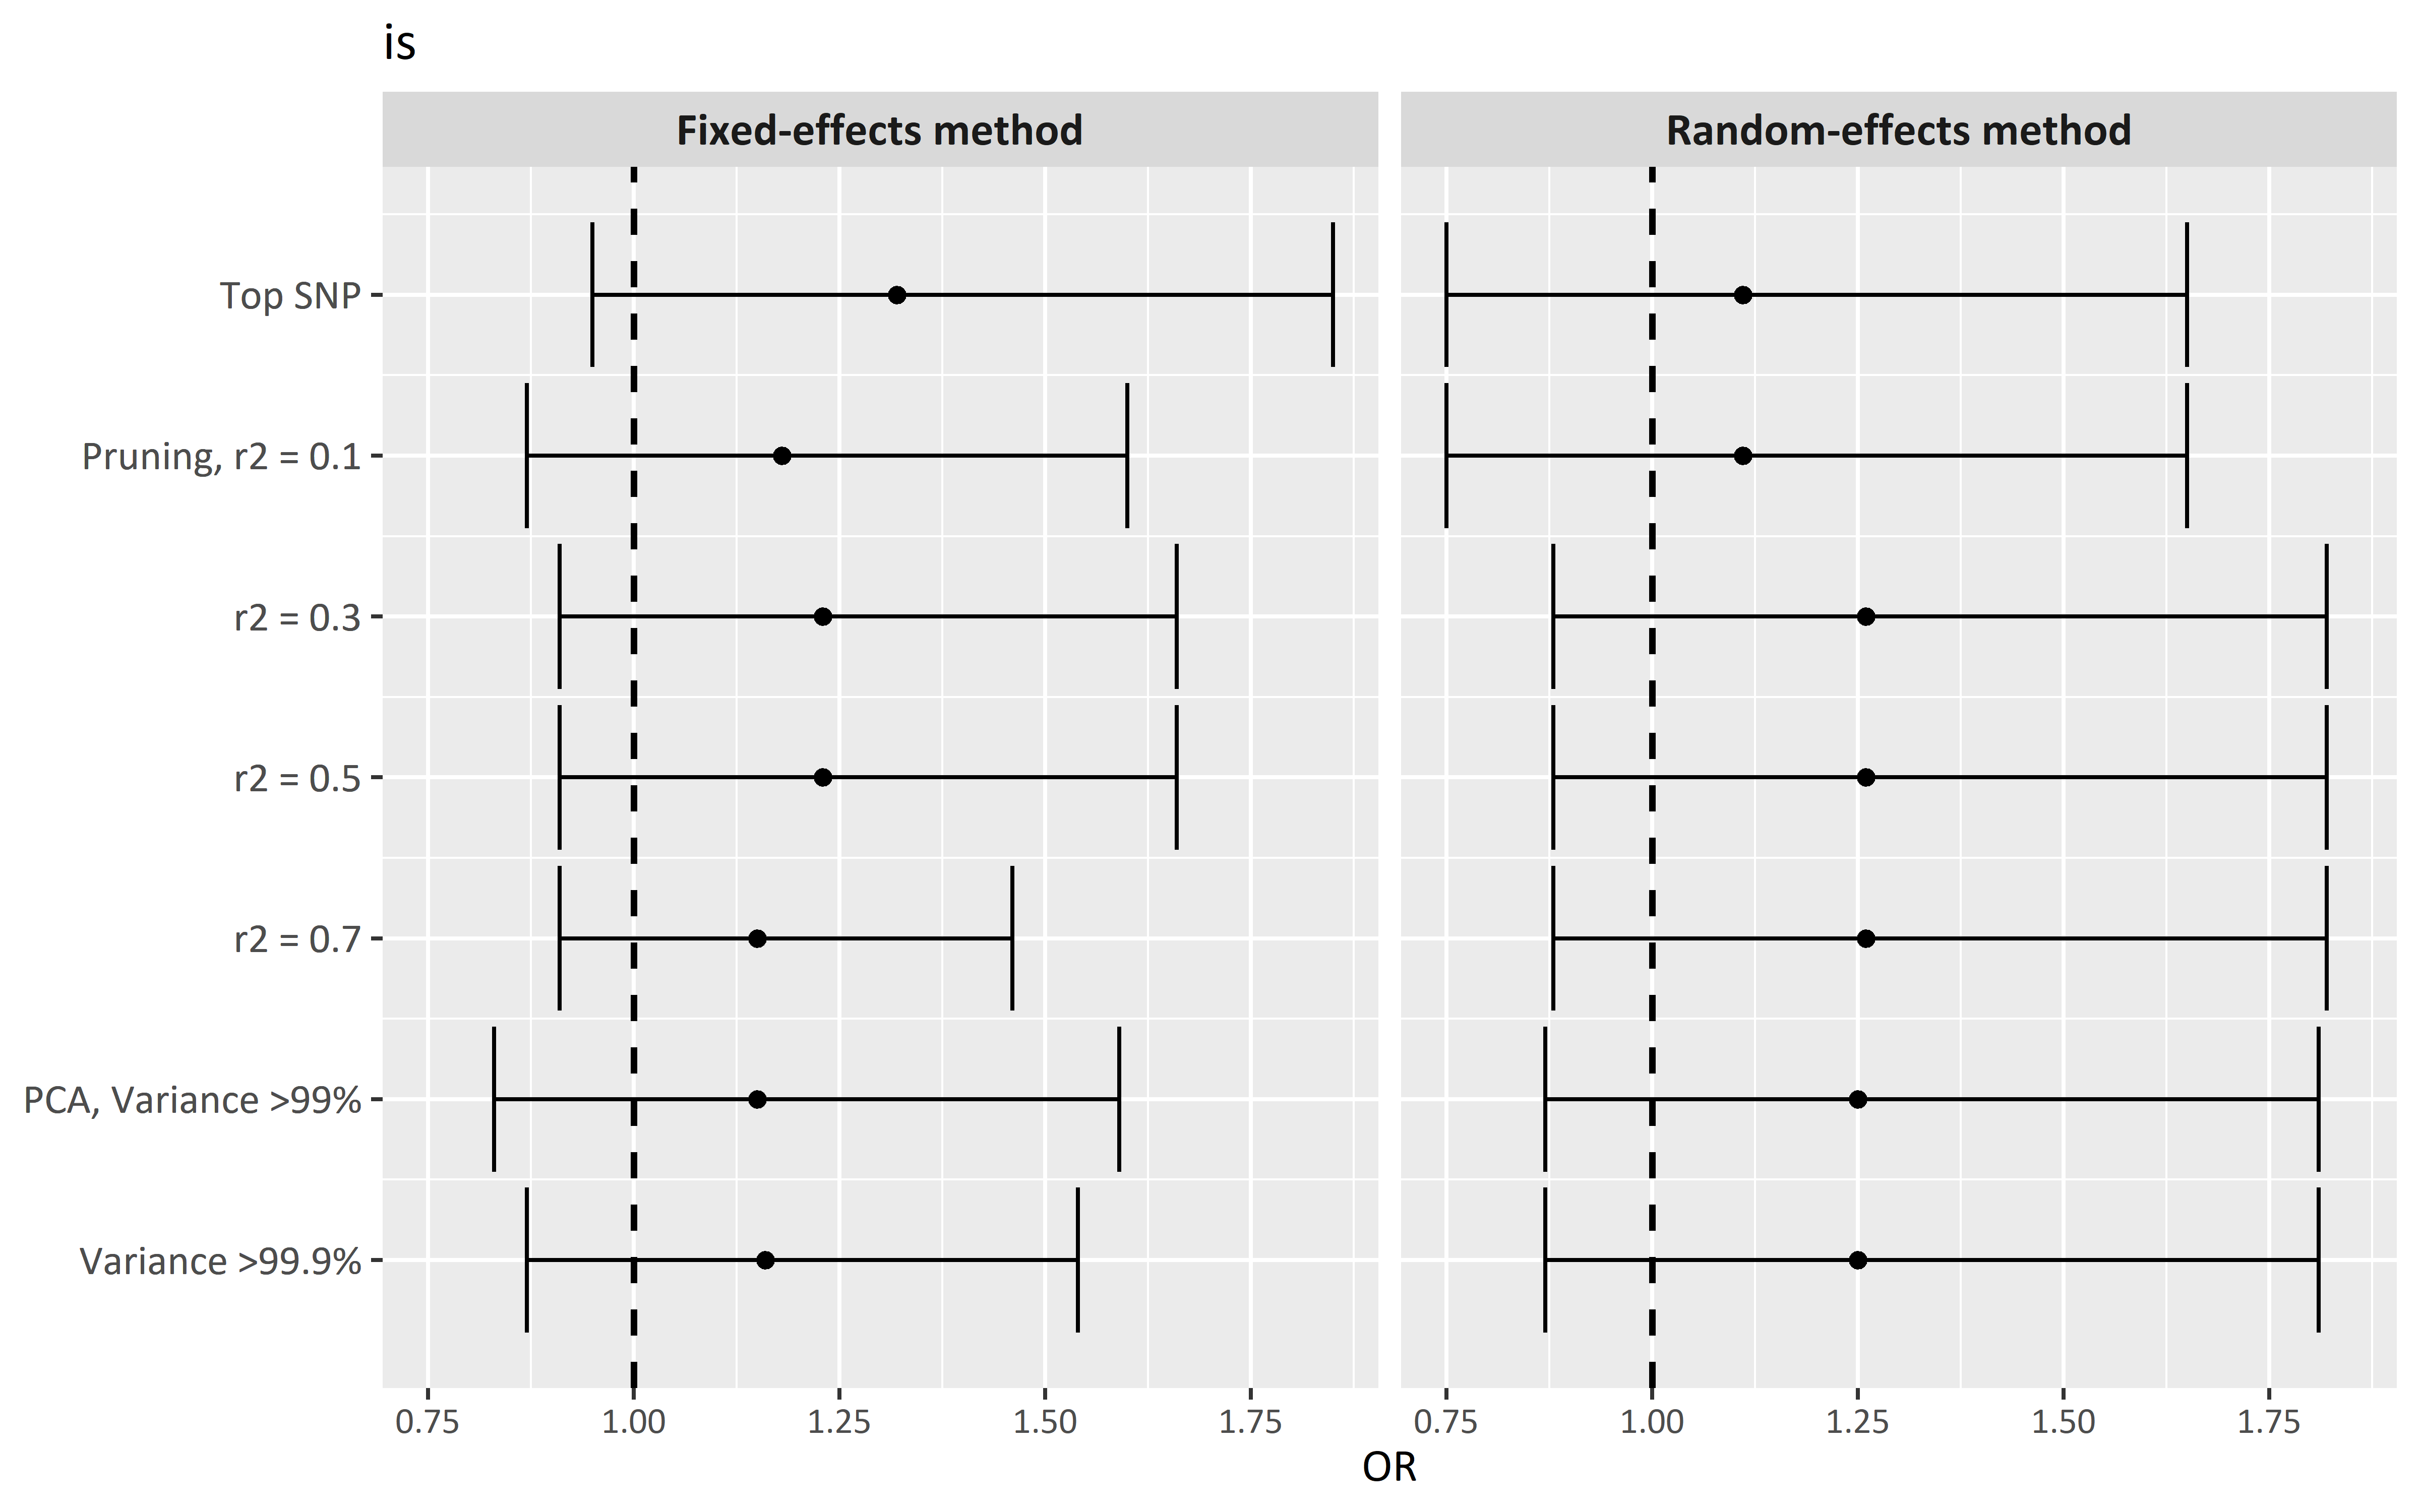 is
Fixed-effects method
Random-effects method
Top SNP
Pruning, r2 = 0.1
r2 = 0.3
r2 = 0.5
r2 = 0.7
PCA, Variance >99%
Variance >99.9%
0.75 1.00 1.25 1.50 1.75
0.75 1.00 1.25 1.50 1.75
OR